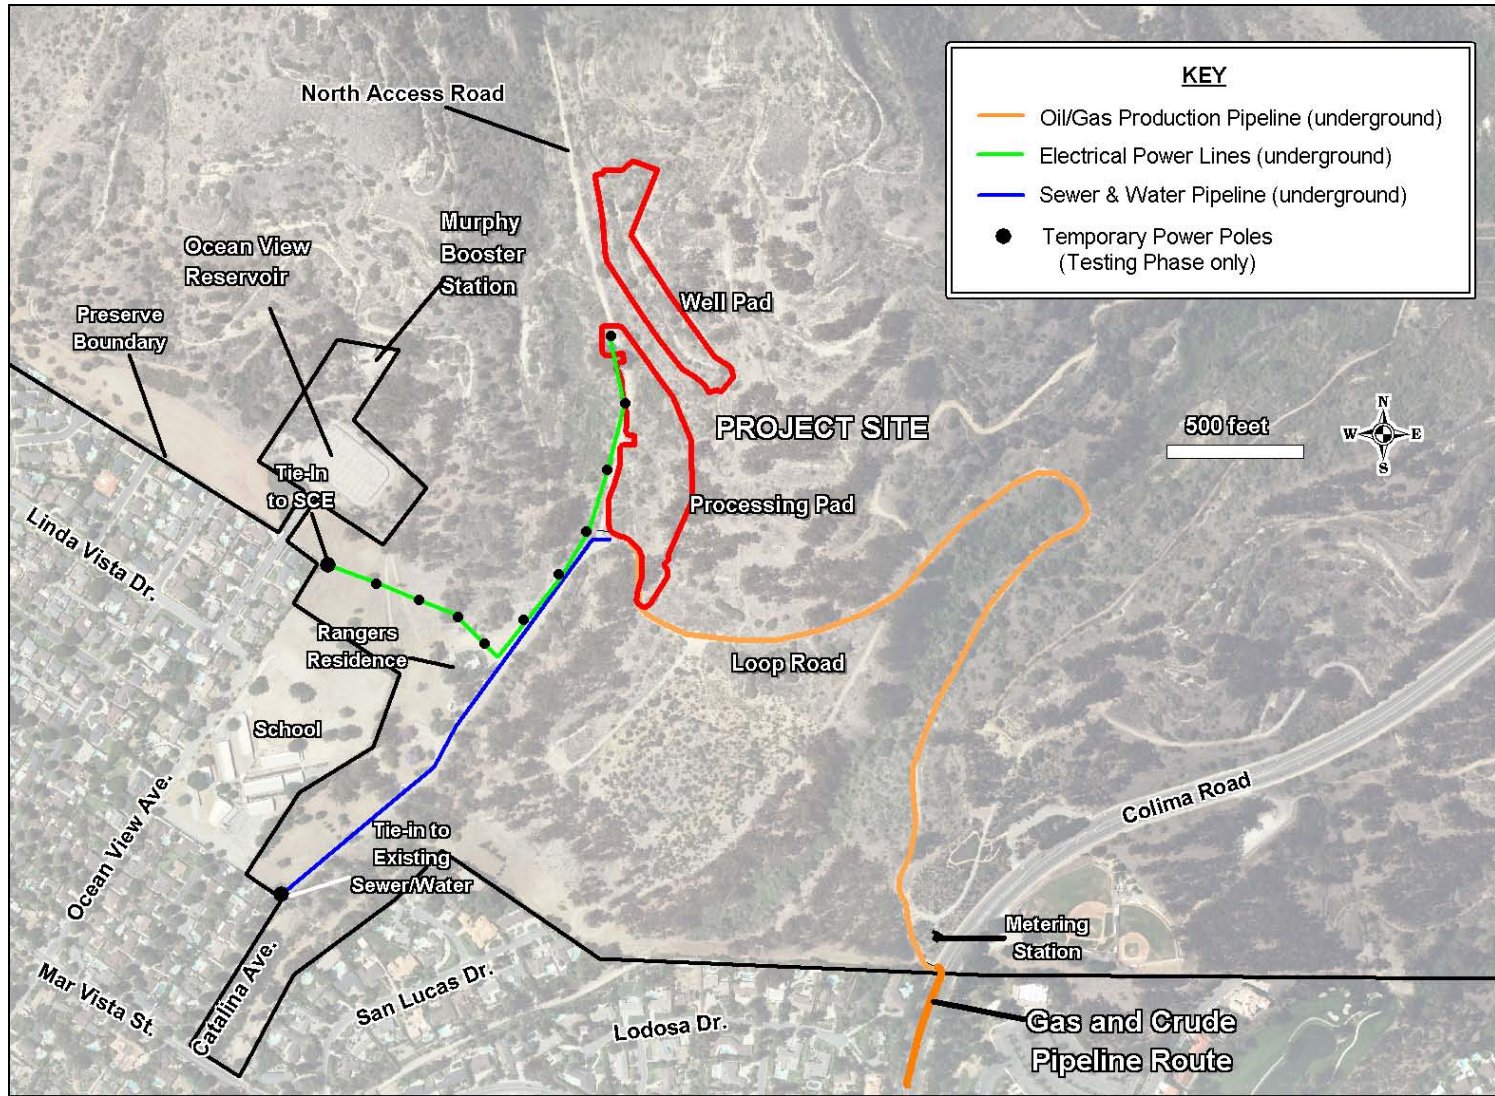 KEY
Oil/Gas Production Pipeline (underground)
Electrical Power Lines (underground)
Sewer & Water Pipeline (underground)
Temporary Power Poles
(Testing Phase only)
North Access Road
Murphy
Booster
Station
Ocean View
Reservoir
Preserve
Boundary
Well Pad
PROJECT SITE
500 feet
N
W
E
S
Tie-In
to SCE
Processing Pad
Linda Vista Dr.
Rangers
Residence
Loop Road
School
Colima Road
Ocean View Ave.
Tie-in to
Existing
Sewer/Water
Metering
Station
Mar Vista St.
Catalina Ave.
San Lucas Dr.
Lodosa Dr.
Gas and Crude
Pipeline Route